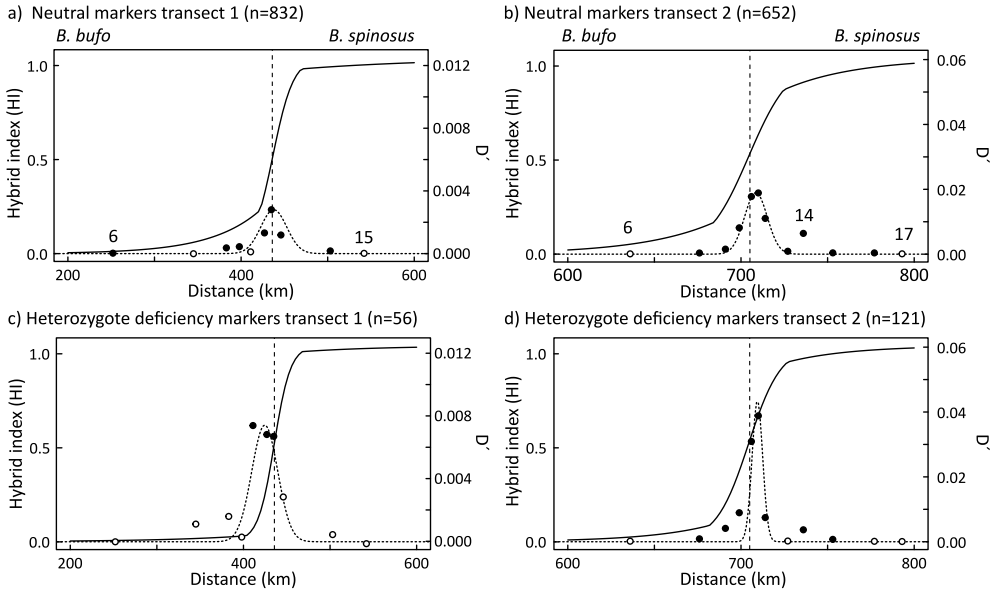 a) Neutral markers transect 1 (n=832)
B. bufo B. spinosus
1.0 0.012
0.008
0.5
0.004
6 15
0.0 0.000
Hybrid index (HI)
D´
200 400 600
Distance (km)
b) Neutral markers transect 2 (n=652)
B. bufo B. spinosus
1.0 0.06
0.04
0.5
0.02
6 14 17
0.0 0.00
Hybrid index (HI)
D´
600 700 800
Distance (km)
c) Heterozygote deficiency markers transect 1 (n=56)
1.0 0.012
0.008
0.5
0.004
0.0 0.000
Hybrid index (HI)
D´
200 400 600
Distance (km)
d) Heterozygote deficiency markers transect 2 (n=121)
1.0 0.06
0.04
0.5
0.02
0.0 0.00
Hybrid index (HI)
D´
600 700 800
Distance (km)